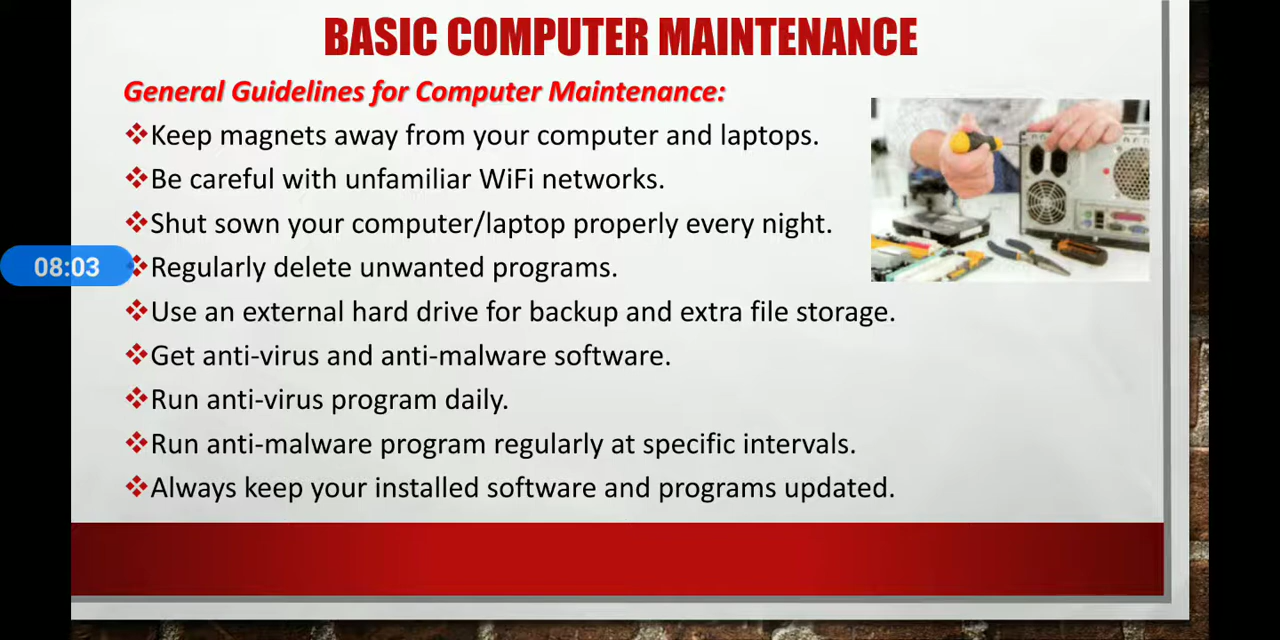 BASIC COMPUTER MAINTENANCE
General Guidelines for Computer Maintenance:
❖Keep magnets away from your computer and laptops.
❖Be careful with unfamiliar WiFi networks.
❖Shut sown your computer/laptop properly every night.
08:03
❖Regularly delete unwanted programs.
❖Use an external hard drive for backup and extra file storage.
❖Get anti-virus and anti-malware software.
❖Run anti-virus program daily.
❖Run anti-malware program regularly at specific intervals.
❖Always keep your installed software and programs updated.